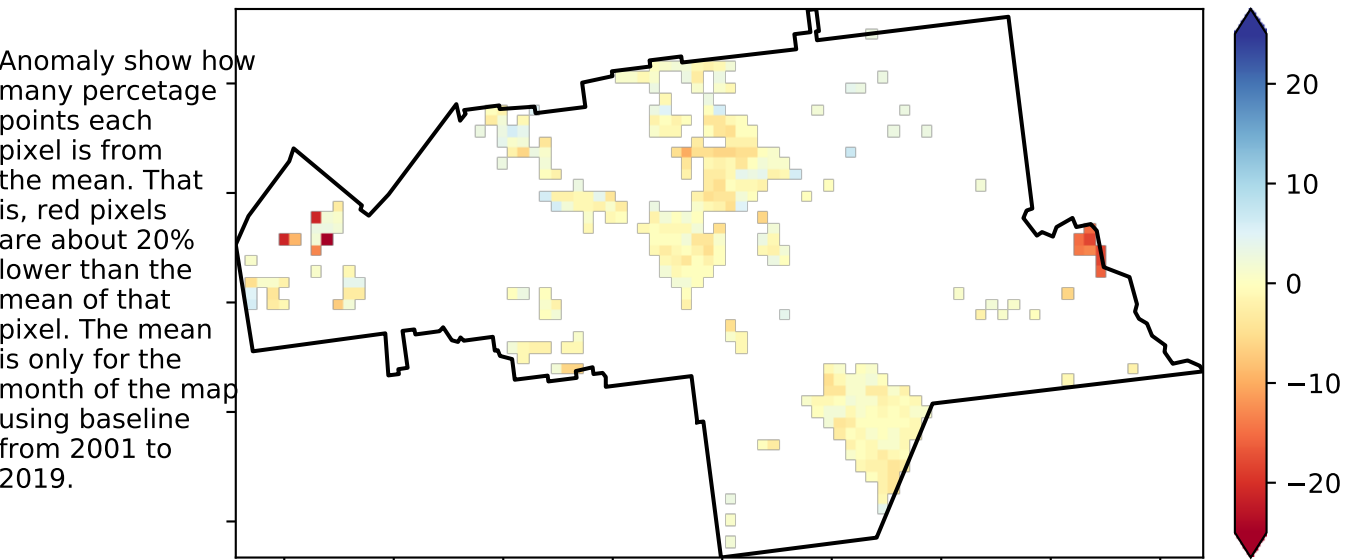 Anomaly show how
many percetage
points each
pixel is from
the mean. That
is, red pixels
are about 20%
lower than the
mean of that
pixel. The mean
is only for the
month of the map
using baseline
from 2001 to
2019.
20
10
0
−10
−20